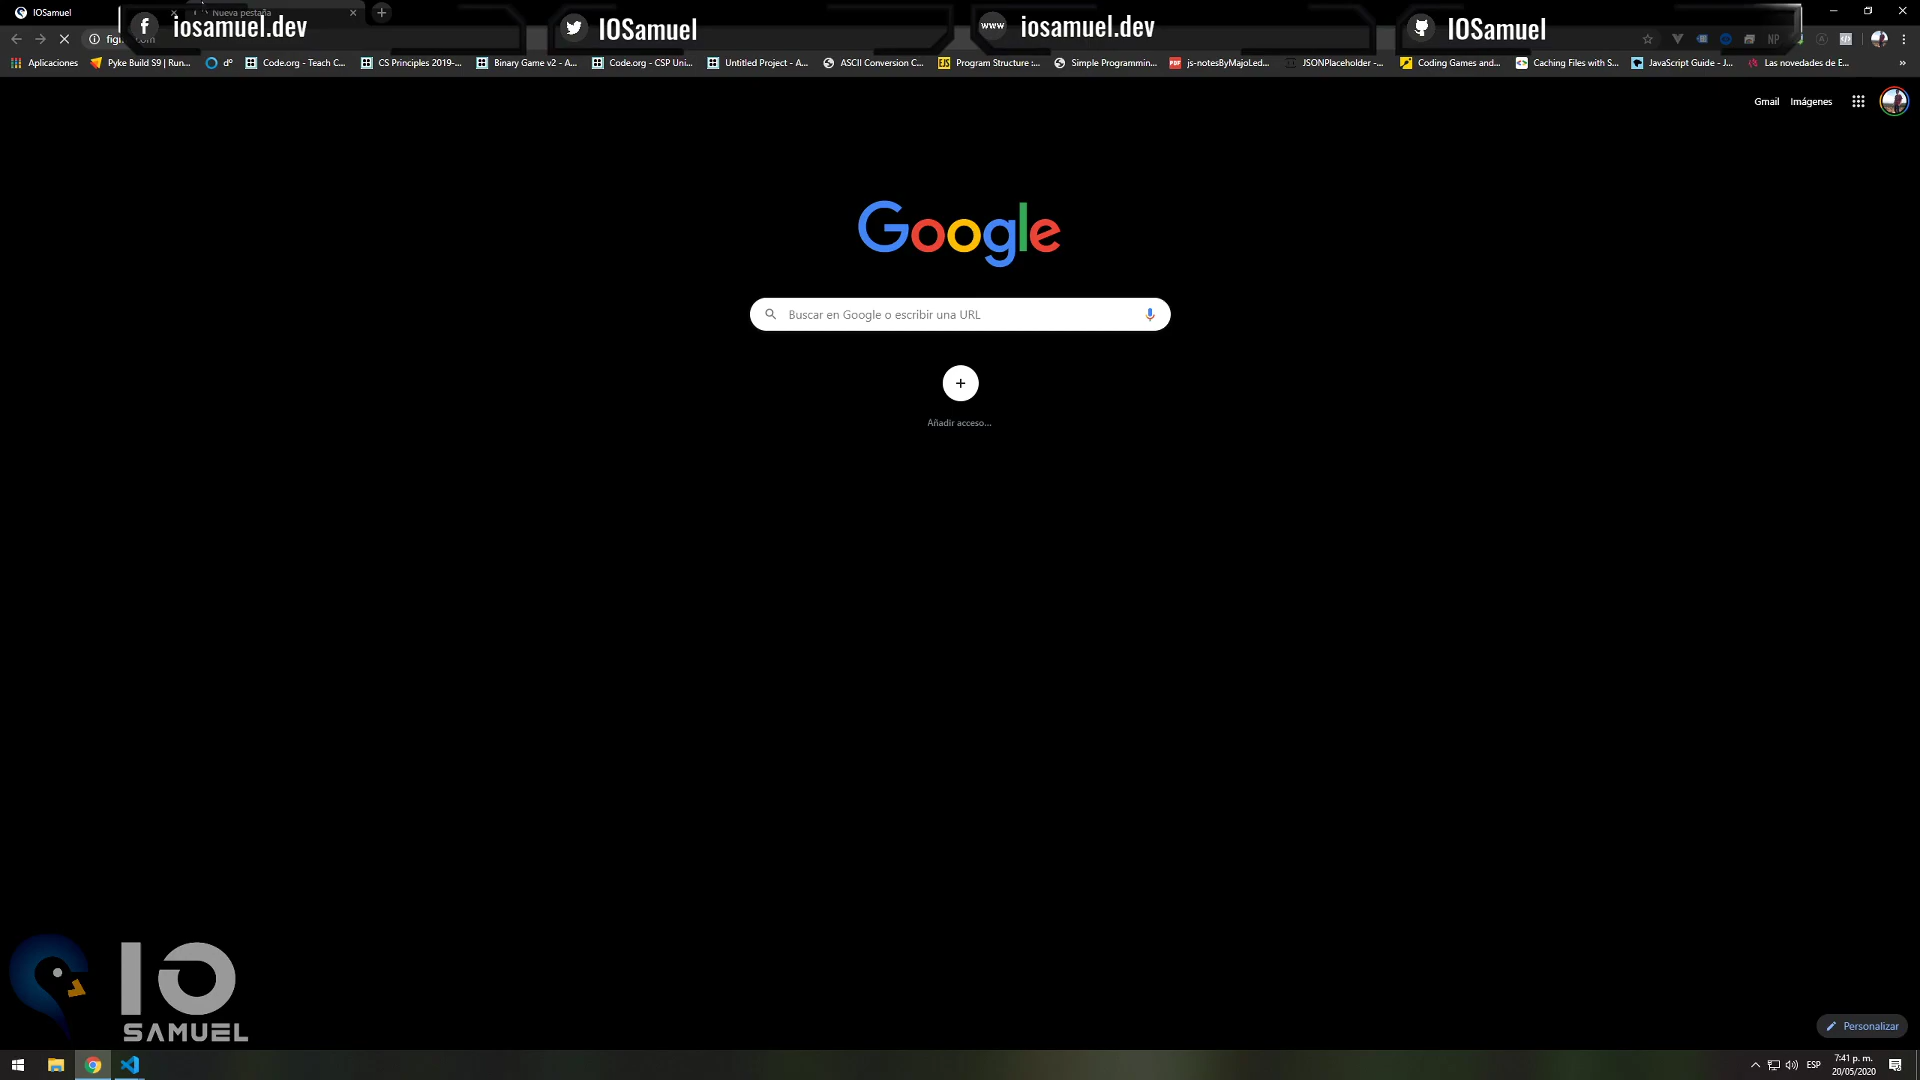 IOSamuel
Nueva pestaña
iosamuel.dev
IOSamuel
www
iosamuel.dev
IOSamuel
Aplicaciones
Pyke Build S9 | Run...
d°
Code.org - Teach C...
CS Principles 2019-...
Binary Game v2 - A...
Code.org - CSP Uni...
Untitled Project - A...
ASCII Conversion C...
Program Structure :...
Simple Programmin...
js-notesByMajoLed...
JSONPlaceholder -...
Coding Games and...
Caching Files with S...
JavaScript Guide - J...
Las novedades de E...
»
Gmail
Imágenes
Google
Buscar en Google o escribir una URL
Añadir acceso...
IO
SAMUEL
Personalizar
ESP
7:41 p. m.
20/05/2020